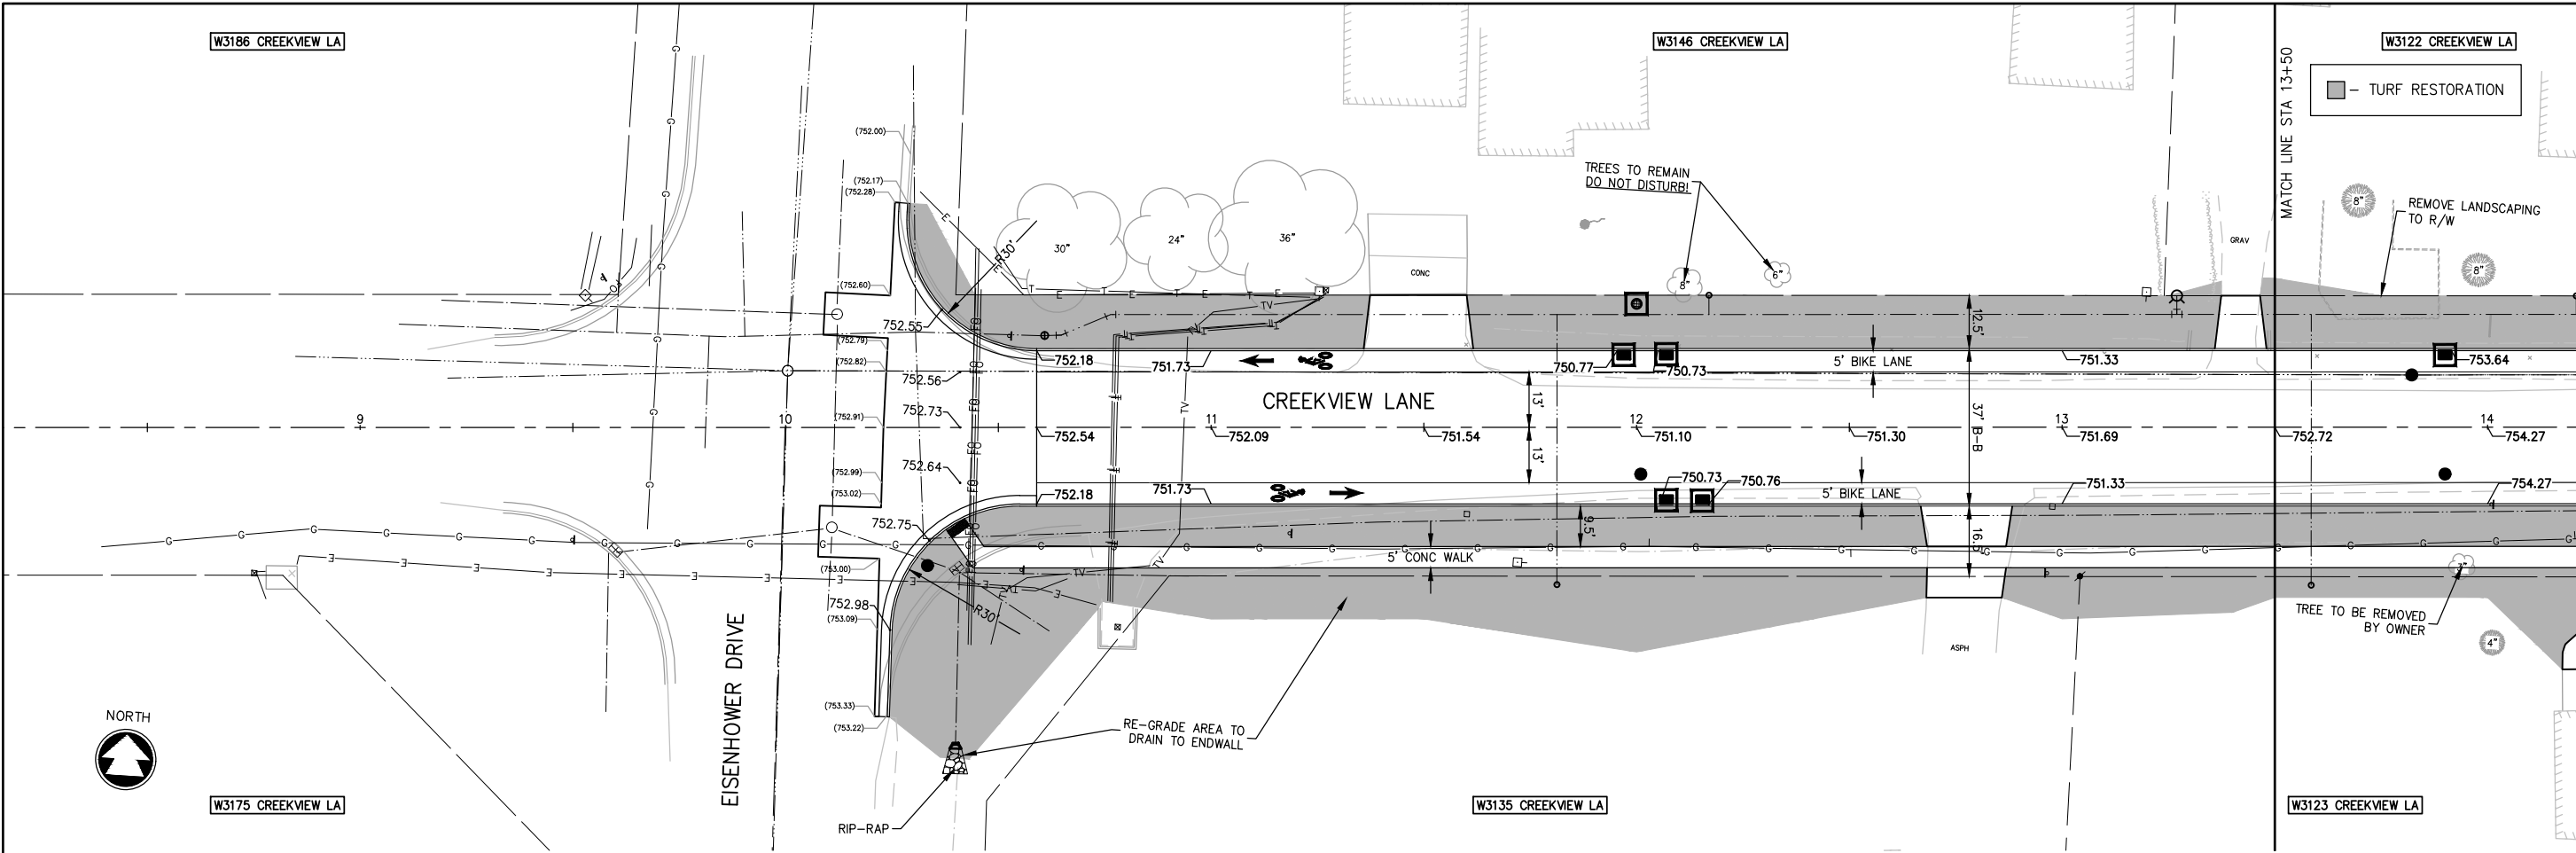 W3186 CREEKVIEW LA
W3146 CREEKVIEW LA
W3122 CREEKVIEW LA
MATCH LINE STA 13+50
- TURF RESTORATION
(752.00)
(752.17)
(752.28)
TREES TO REMAIN
DO NOT DISTURB!
8"
REMOVE LANDSCAPING
TO R/W
30"
24"
36"
R30'
CONC
8"
6"
GRAV
8"
(752.60)
752.55
12.5'
(752.79)
(752.82)
752.18
751.73
750.77
750.73
5' BIKE LANE
751.33
753.64
752.56
752.73
CREEKVIEW LANE
13'
37' B-B
(752.91)
9
10
11
12
13
14
752.54
752.09
751.54
751.10
751.30
751.69
752.72
754.27
13'
752.64
(752.99)
(753.02)
752.18
751.73
750.73
750.76
5' BIKE LANE
751.33
754.27
752.75
9.5'
5' CONC WALK
(753.00)
752.98
(753.09)
R30'
3"
TREE TO BE REMOVED
BY OWNER
4"
ASPH
EISENHOWER DRIVE
(753.33)
(753.22)
NORTH
RE-GRADE AREA TO
DRAIN TO ENDWALL
RIP-RAP
W3175 CREEKVIEW LA
W3135 CREEKVIEW LA
W3123 CREEKVIEW LA